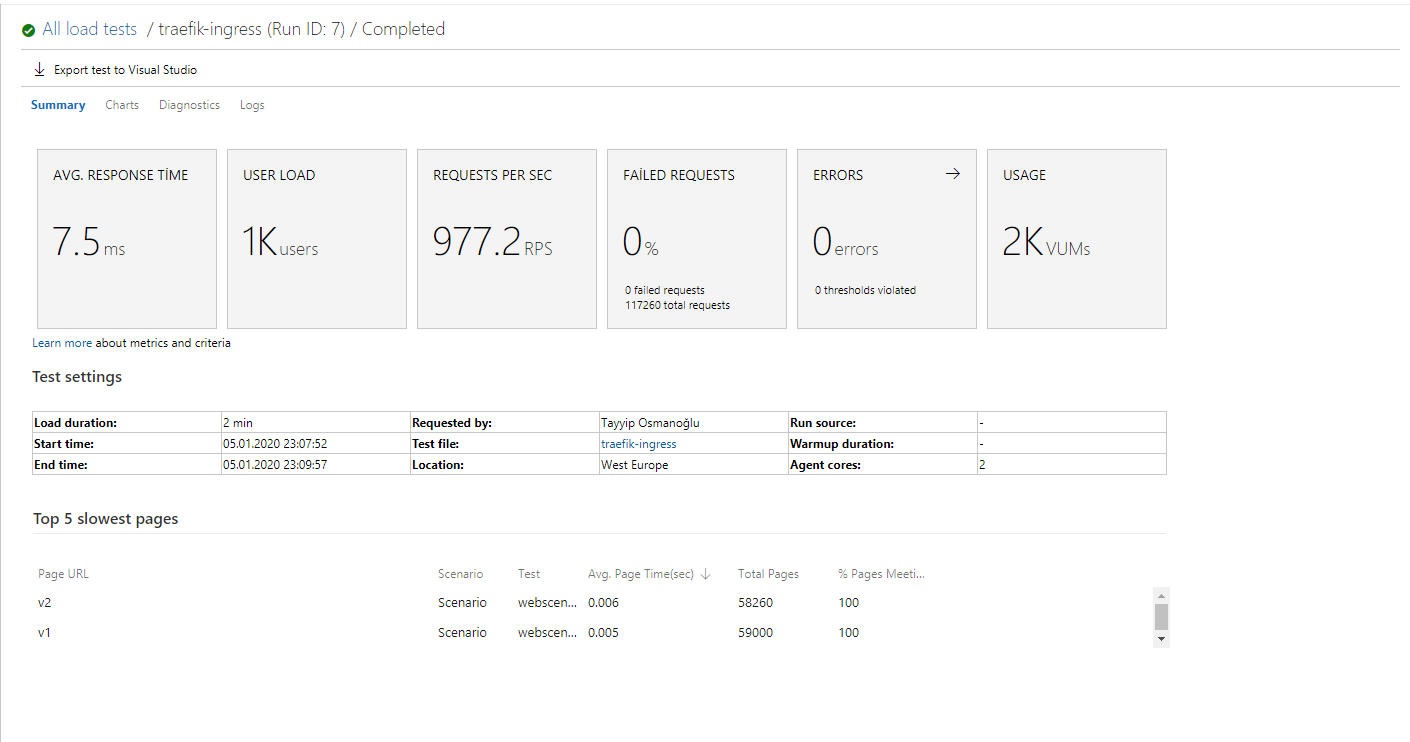 All load tests / traefik-ingress (Run ID: 7) / Completed
Export test to Visual Studio
Summary Charts Diagnostics Logs
AVG. RESPONSE TİME USER LOAD REQUESTS PER SEC FAİLED REQUESTS ERRORS USAGE
7.5 ms 1K users 977.2 RPS 0 % 0 errors 2K VUMs
0 failed requests 0 thresholds violated
117260 total requests
Learn more about metrics and criteria
Test settings
Load duration: 2 min Requested by: Tayyip Osmanoğlu Run source: -
Start time: 05.01.2020 23:07:52 Test file: traefik-ingress Warmup duration: -
End time: 05.01.2020 23:09:57 Location: West Europe Agent cores: 2
Top 5 slowest pages
Page URL Scenario Test Avg. Page Time(sec) Total Pages % Pages Meeti...
v2 Scenario webscen... 0.006 58260 100
v1 Scenario webscen... 0.005 59000 100